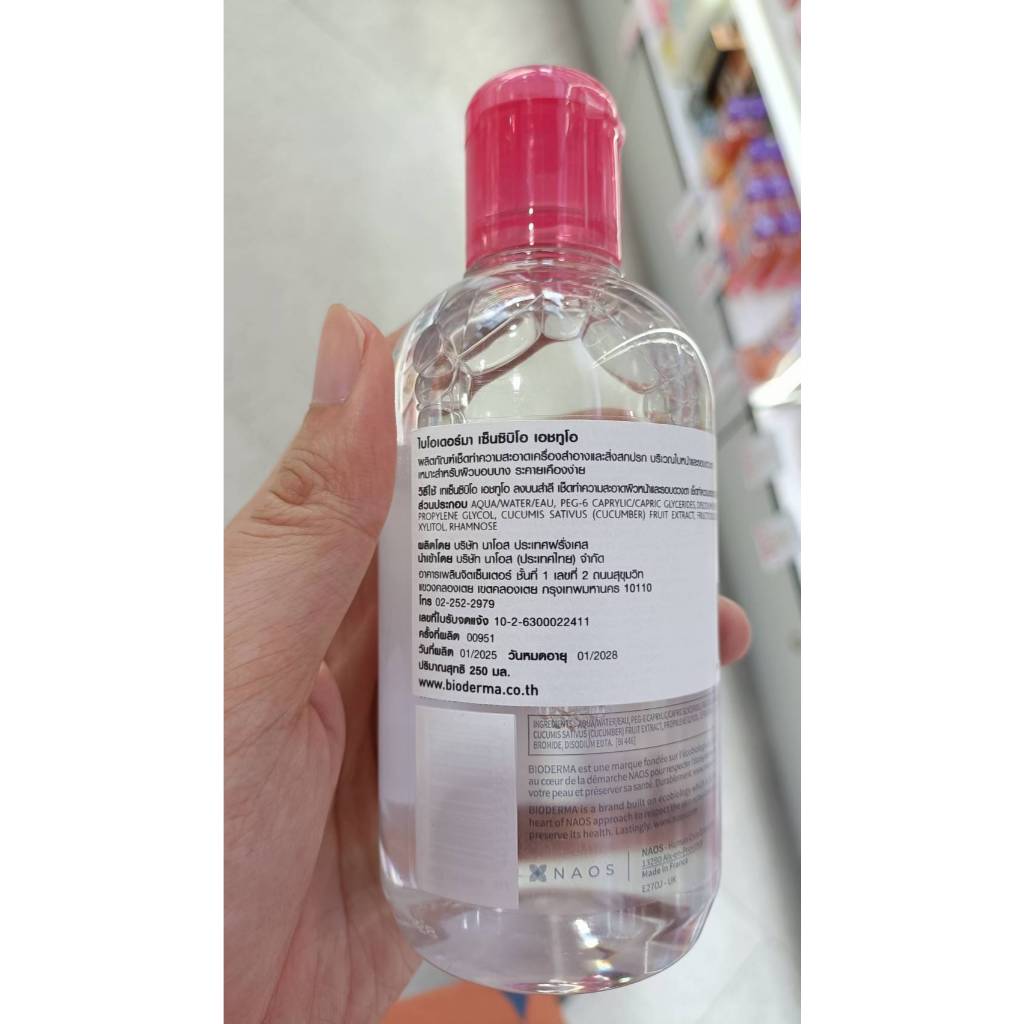 ไบโอเดอร์มา เซ็นซิบิโอ เอชทูโอ
ผลิตภัณฑ์เช็ดทำความสะอาดเครื่องสำอางและสิ่งสกปรก บริเวณใบหน้าและรอบดวงตา
เหมาะสำหรับผิวบอบบาง ระคายเคืองง่าย
วิธีใช้ เทเซ็นซิบิโอ เอชทูโอ ลงบนสำลี เช็ดทำความสะอาดผิวหน้าและรอบดวงตา
ส่วนประกอบ AQUA/WATER/EAU, PEG-6 CAPRYLIC/CAPRIC GLYCERIDES,
PROPYLENE GLYCOL, CUCUMIS SATIVUS (CUCUMBER) FRUIT EXTRACT,
XYLITOL, RHAMNOSE
ผลิตโดย บริษัท นาโอส ประเทศฝรั่งเศส
นำเข้าโดย บริษัท นาโอส (ประเทศไทย) จำกัด
อาคารเพลินจิตเซ็นเตอร์ ชั้นที่ 1 เลขที่ 2 ถนนสุขุมวิท
แขวงคลองเตย เขตคลองเตย กรุงเทพมหานคร 10110
โทร 02-252-2979
เลขที่ใบรับจดแจ้ง 10-2-6300022411
ครั้งที่ผลิต 00951
วันที่ผลิต 01/2025 วันหมดอายุ 01/2028
ปริมาณสุทธิ 250 มล.
www.bioderma.co.th
INGREDIENTS : AQUA/WATER/EAU, PEG-6 CAPRYLIC/CAPRIC
CUCUMIS SATIVUS (CUCUMBER) FRUIT EXTRACT,
BROMIDE, DISODIUM EDTA. [BI 446]
BIODERMA est une marque fondée sur l'écobiologie
au cœur de la démarche NAOS pour respecter
votre peau et préserver sa santé. Durablement.
BIODERMA is a brand built on ecobiology
heart of NAOS approach to respect the
preserve its health. Lastingly.
NAOS
NAOS
13290 Aix-en-Provence
Made in France
E270J - UK